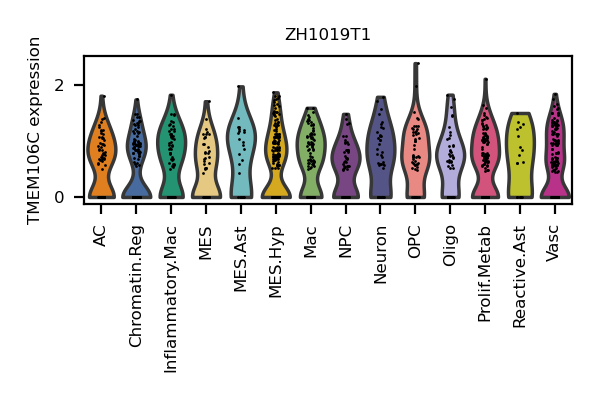 ZH1019T1
TMEM106C expression
2
0
AC
Chromatin.Reg
Inflammatory.Mac
MES
MES.Ast
MES.Hyp
Mac
NPC
Neuron
OPC
Oligo
Prolif.Metab
Reactive.Ast
Vasc